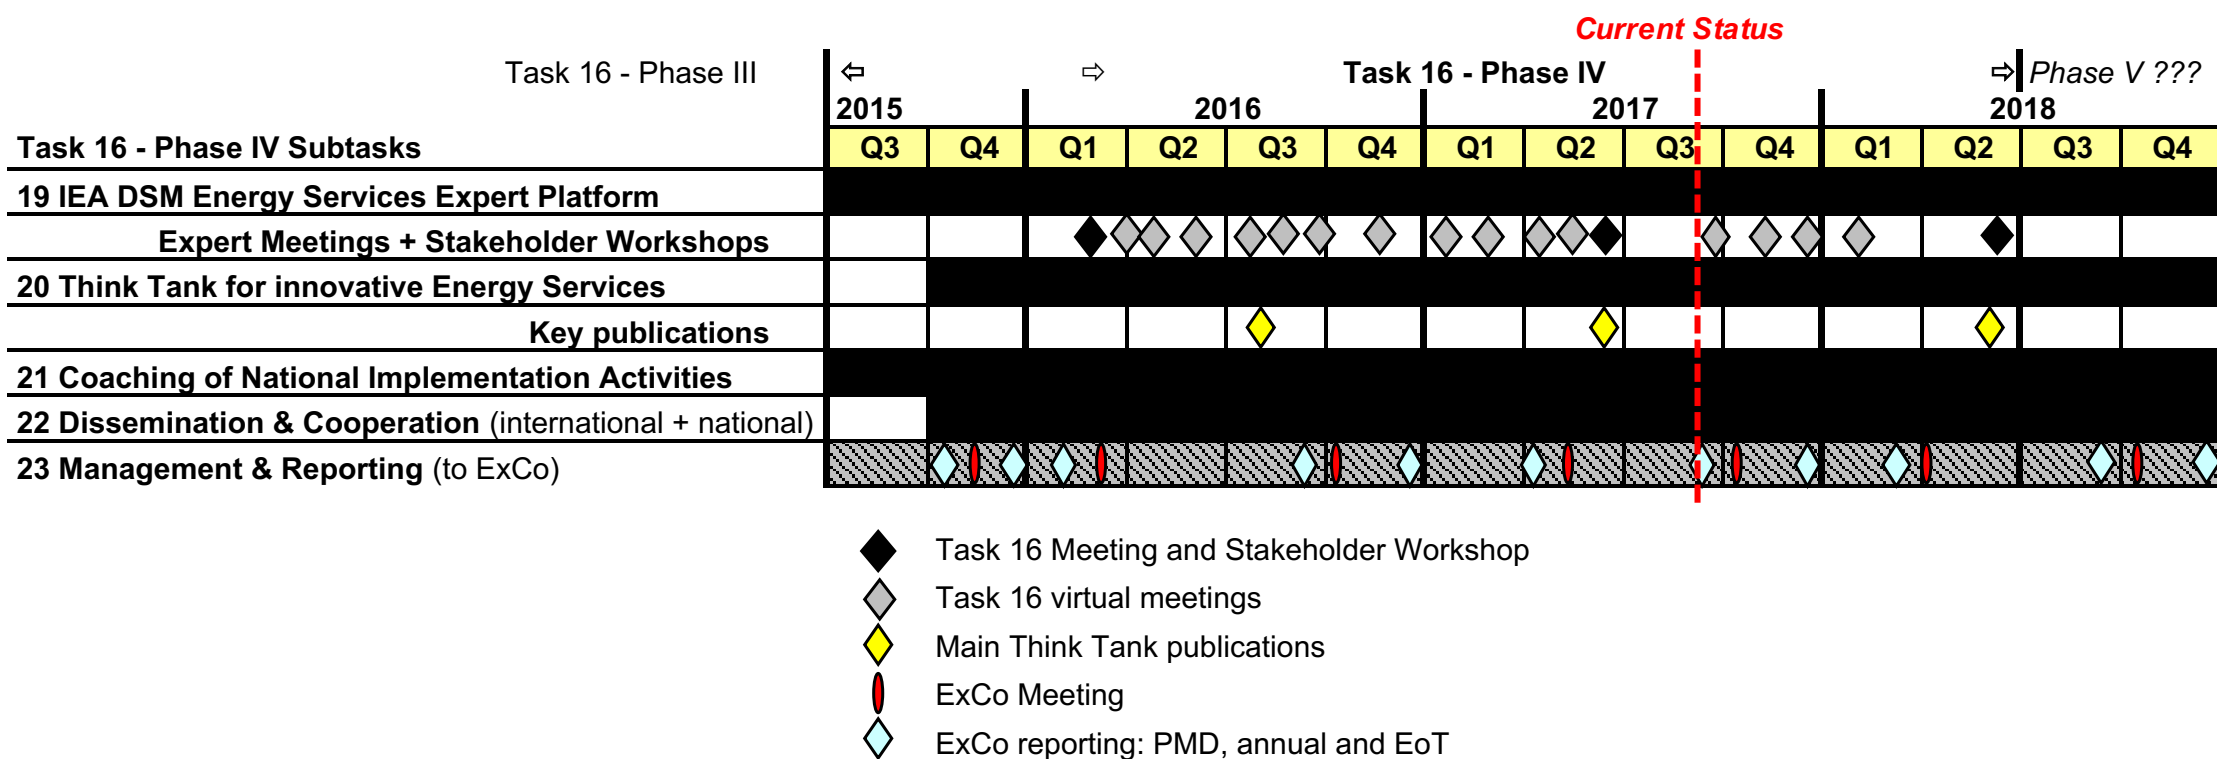 Current Status
Task 16 - Phase III ⇦ ⇨ Task 16 - Phase IV ⇨ Phase V ???
2015 2016 2017 2018
Task 16 - Phase IV Subtasks Q3 Q4 Q1 Q2 Q3 Q4 Q1 Q2 Q3 Q4 Q1 Q2 Q3 Q4
19 IEA DSM Energy Services Expert Platform
Expert Meetings + Stakeholder Workshops
20 Think Tank for innovative Energy Services
Key publications
21 Coaching of National Implementation Activities
22 Dissemination & Cooperation (international + national)
23 Management & Reporting (to ExCo)
Task 16 Meeting and Stakeholder Workshop
Task 16 virtual meetings
Main Think Tank publications
ExCo Meeting
ExCo reporting: PMD, annual and EoT